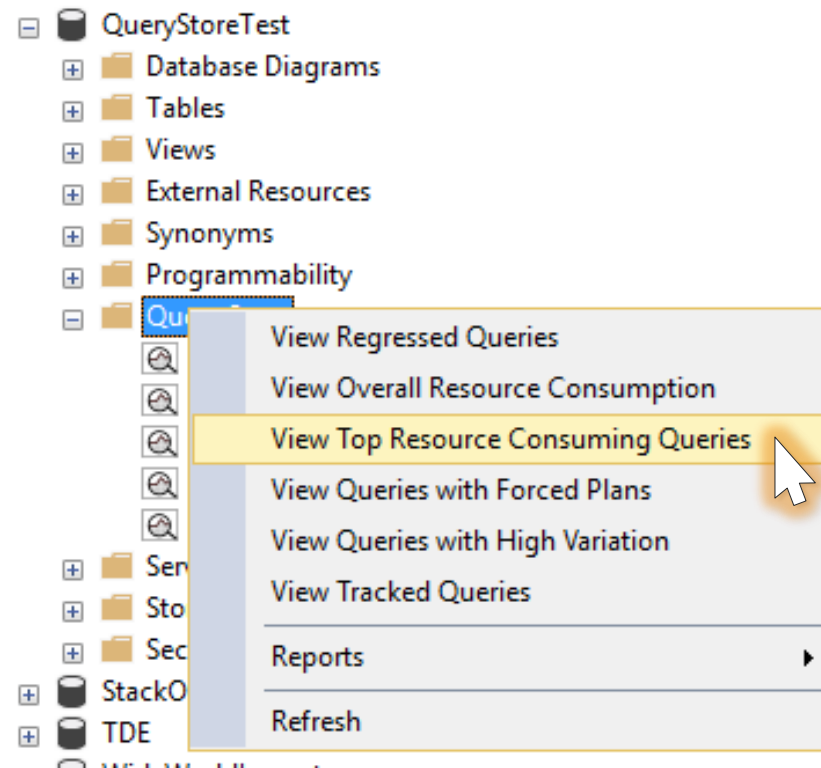 QueryStoreTest
Database Diagrams
Tables
Views
External Resources
Synonyms
Programmability
View Regressed Queries
View Overall Resource Consumption
View Top Resource Consuming Queries
View Queries with Forced Plans
View Queries with High Variation
View Tracked Queries
Reports
Refresh
StackO
TDE